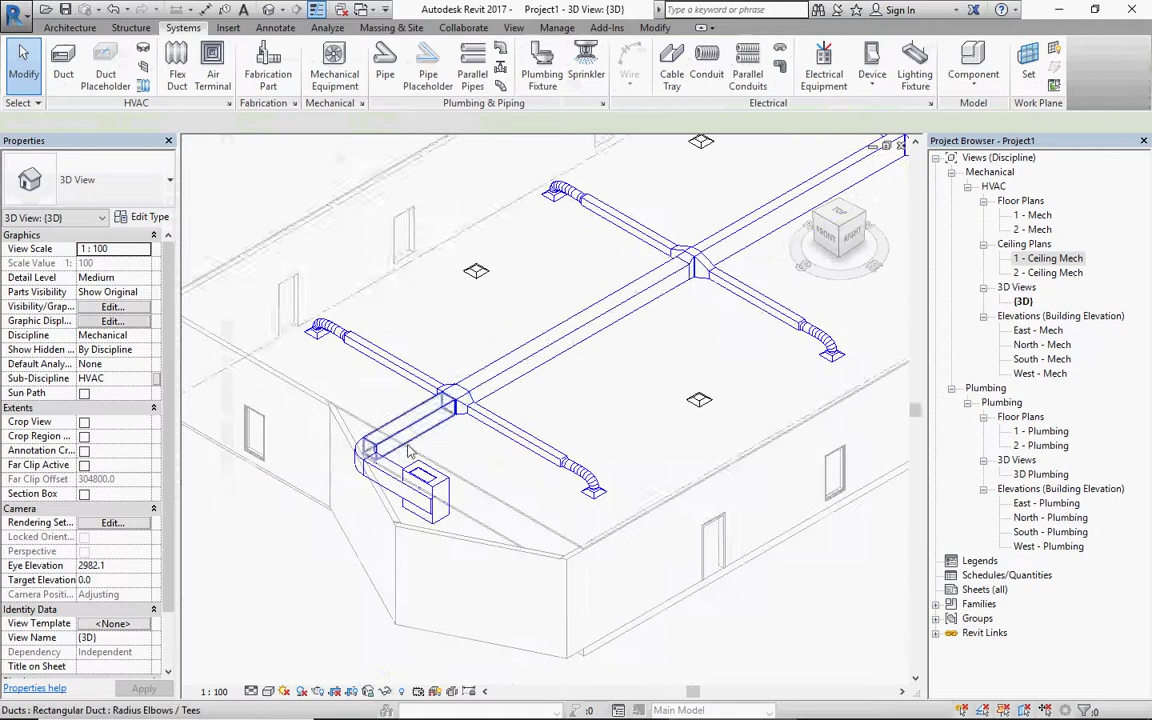 Autodesk Revit 2017 - Project1 - 3D View: {3D}
Type a keyword or phrase
Sign In
Architecture Structure Systems Insert Annotate Analyze Massing & Site Collaborate View Manage Add-Ins Modify
Modify
Duct
Duct Placeholder
Flex Duct
Air Terminal
Fabrication Part
Mechanical Equipment
Pipe
Pipe Placeholder
Parallel Pipes
Plumbing Fixture
Sprinkler
Wire
Cable Tray
Conduit
Parallel Conduits
Electrical Equipment
Device
Lighting Fixture
Component
Set
Select HVAC Fabrication Mechanical Plumbing & Piping Electrical Model Work Plane
Properties
3D View
3D View: {3D} Edit Type
Graphics
View Scale 1 : 100
Scale Value 1: 100
Detail Level Medium
Parts Visibility Show Original
Visibility/Grap... Edit...
Graphic Displ... Edit...
Discipline Mechanical
Show Hidden ... By Discipline
Default Analy... None
Sub-Discipline HVAC
Sun Path
Extents
Crop View
Crop Region ...
Annotation Cr...
Far Clip Active
Far Clip Offset 304800.0
Section Box
Camera
Rendering Set... Edit...
Locked Orient...
Perspective
Eye Elevation 2982.1
Target Elevation 0.0
Camera Positi... Adjusting
Identity Data
View Template <None>
View Name {3D}
Dependency Independent
Title on Sheet
Properties help Apply
TOP
FRONT
RIGHT
Project Browser - Project1
Views (Discipline)
Mechanical
HVAC
Floor Plans
1 - Mech
2 - Mech
Ceiling Plans
1 - Ceiling Mech
2 - Ceiling Mech
3D Views
{3D}
Elevations (Building Elevation)
East - Mech
North - Mech
South - Mech
West - Mech
Plumbing
Plumbing
Floor Plans
1 - Plumbing
2 - Plumbing
3D Views
3D Plumbing
Elevations (Building Elevation)
East - Plumbing
North - Plumbing
South - Plumbing
West - Plumbing
Legends
Schedules/Quantities
Sheets (all)
Families
Groups
Revit Links
1 : 100
Ducts : Rectangular Duct : Radius Elbows / Tees
:0
Main Model
:0